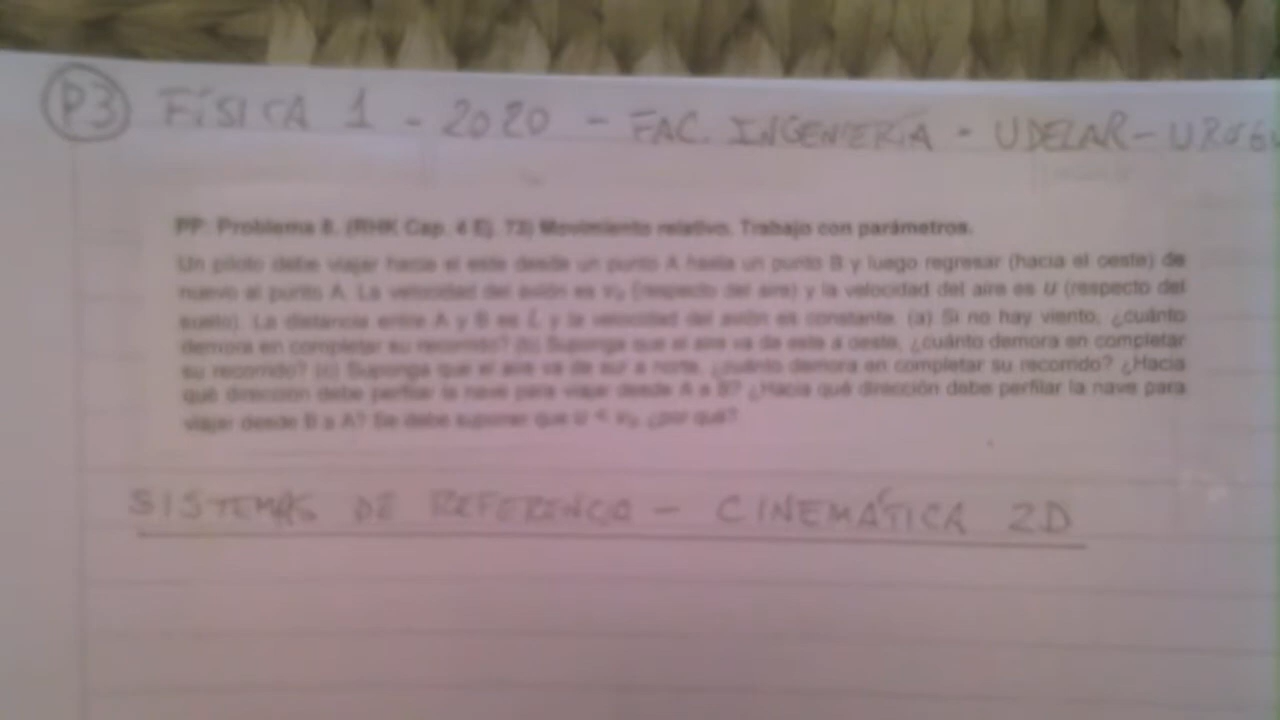 P3 FÍSICA 1 - 2020 - FAC. INGENIERÍA - UDELAR - URUGU
PP: Problema 8. (RHK Cap. 4 Ej. 73) Movimiento relativo. Trabajo con parámetros.
Un piloto debe viajar hacia el este desde un punto A hasta un punto B y luego regresar (hacia el oeste) de
nuevo al punto A. La velocidad del avión es v₀ (respecto del aire) y la velocidad del aire es u (respecto del
suelo). La distancia entre A y B es L y la velocidad del avión es constante. (a) Si no hay viento, ¿cuánto
demora en completar su recorrido? (b) Suponga que el aire va de este a oeste, ¿cuánto demora en completar
su recorrido? (c) Suponga que el aire va de sur a norte, ¿cuánto demora en completar su recorrido? ¿Hacia
qué dirección debe perfilar la nave para viajar desde A a B? ¿Hacia qué dirección debe perfilar la nave para
viajar desde B a A? Se debe suponer que u < v₀ ¿por qué?
SISTEMAS DE REFERENCIA - CINEMÁTICA 2D